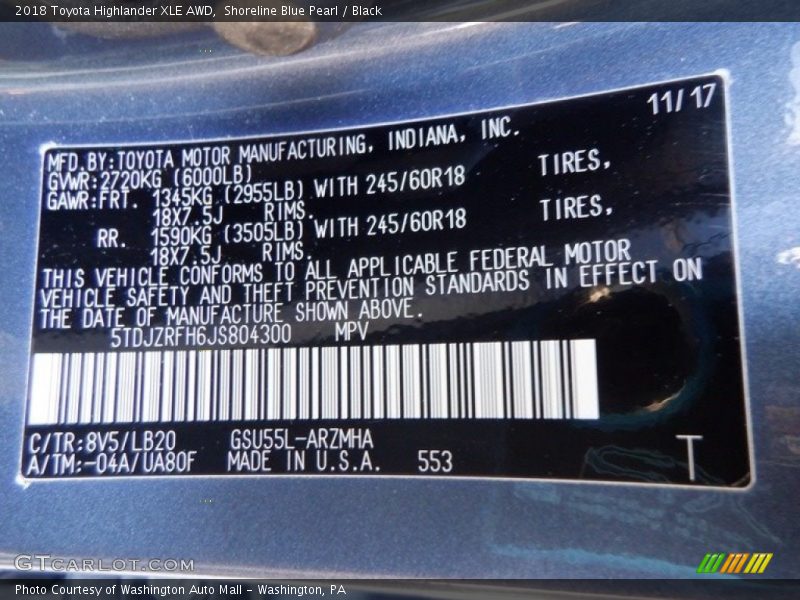 2018 Toyota Highlander XLE AWD,  Shoreline Blue Pearl / Black
11/17
MFD. BY:TOYOTA MOTOR MANUFACTURING, INDIANA, INC.
GVWR:2720KG (6000LB)
GAWR:FRT. 1345KG (2955LB) WITH 245/60R18 TIRES,
18X7.5J RIMS.
RR. 1590KG (3505LB) WITH 245/60R18 TIRES,
18X7.5J RIMS.
THIS VEHICLE CONFORMS TO ALL APPLICABLE FEDERAL MOTOR
VEHICLE SAFETY AND THEFT PREVENTION STANDARDS IN EFFECT ON
THE DATE OF MANUFACTURE SHOWN ABOVE.
5TDJZRFH6JS804300 MPV
C/TR:8V5/LB20 GSU55L-ARZMHA
A/TM:-04A/UA80F MADE IN U.S.A. 553
T
GTCARLOT.COM
Photo Courtesy of Washington Auto Mall - Washington, PA